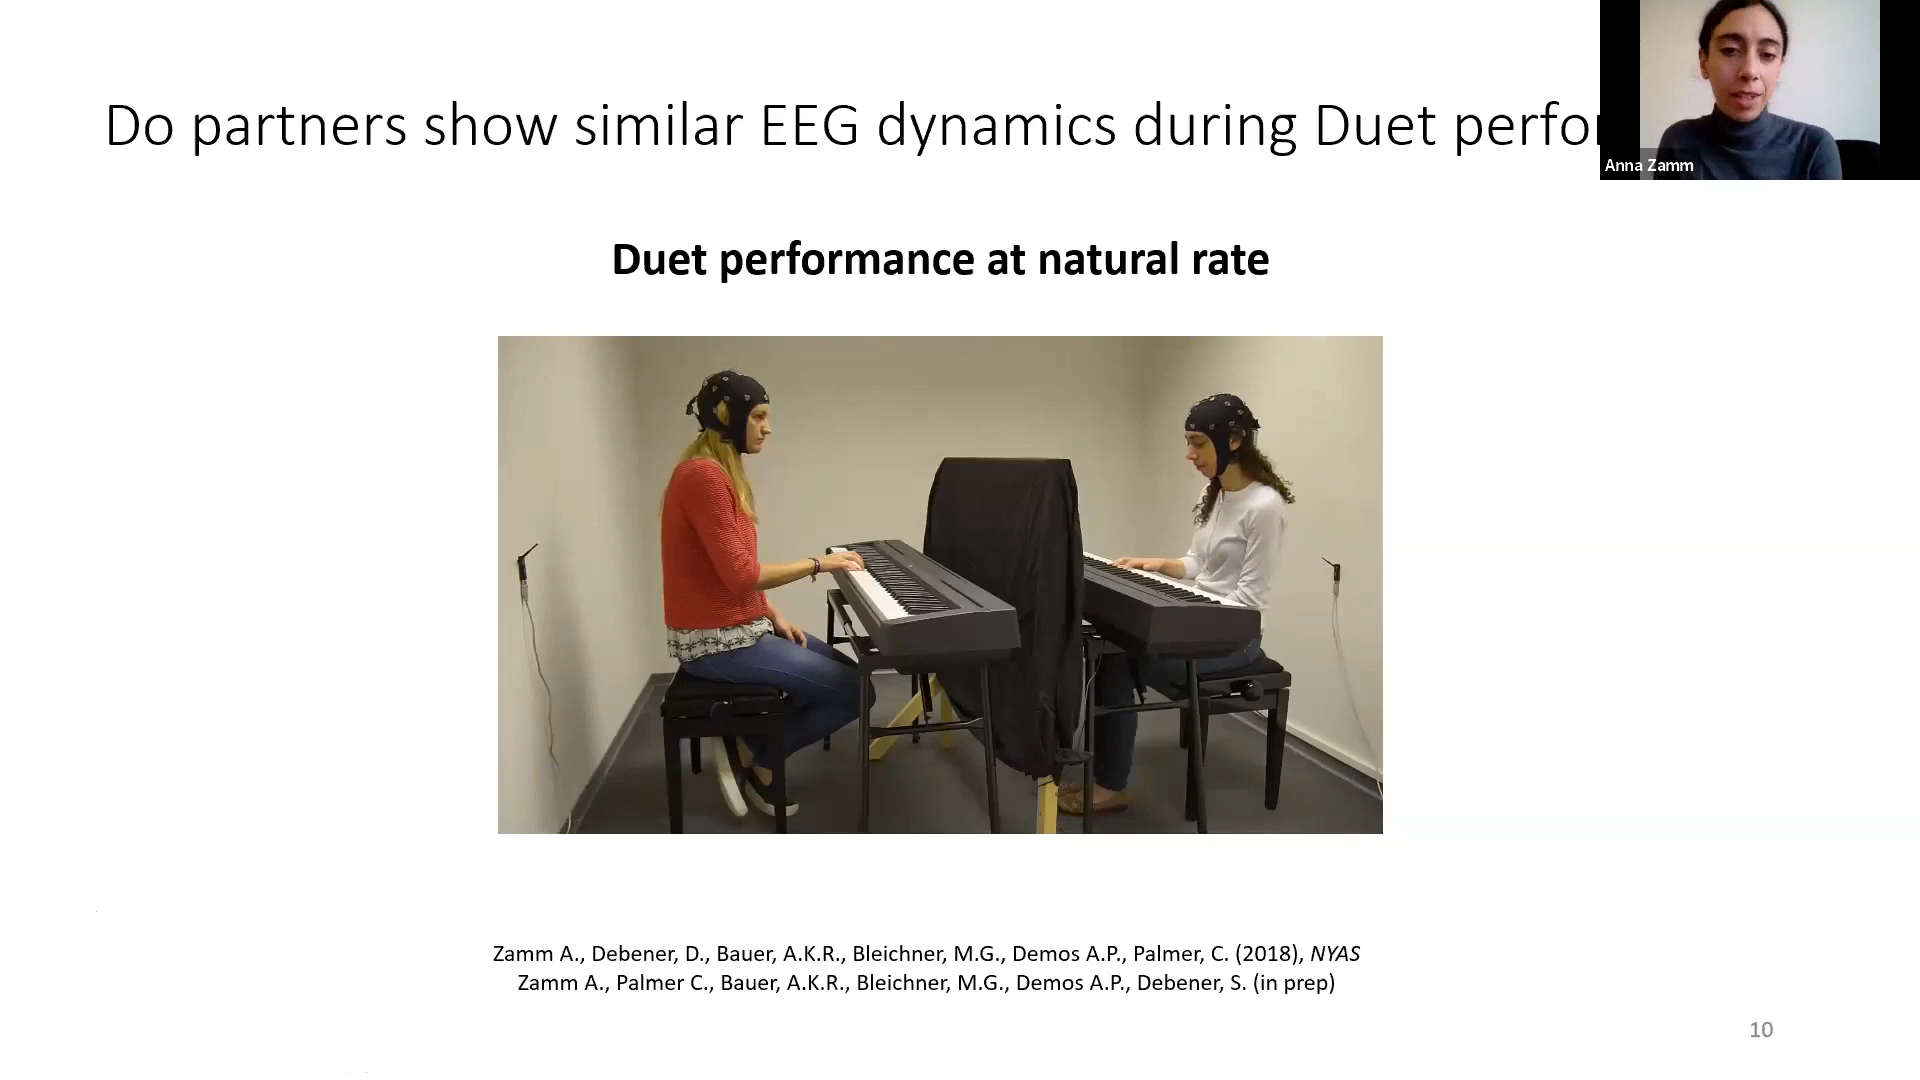 Do partners show similar EEG dynamics during Duet perfo
Anna Zamm
Duet performance at natural rate
Zamm A., Debener, D., Bauer, A.K.R., Bleichner, M.G., Demos A.P., Palmer, C. (2018), NYAS
Zamm A., Palmer C., Bauer, A.K.R., Bleichner, M.G., Demos A.P., Debener, S. (in prep)
10